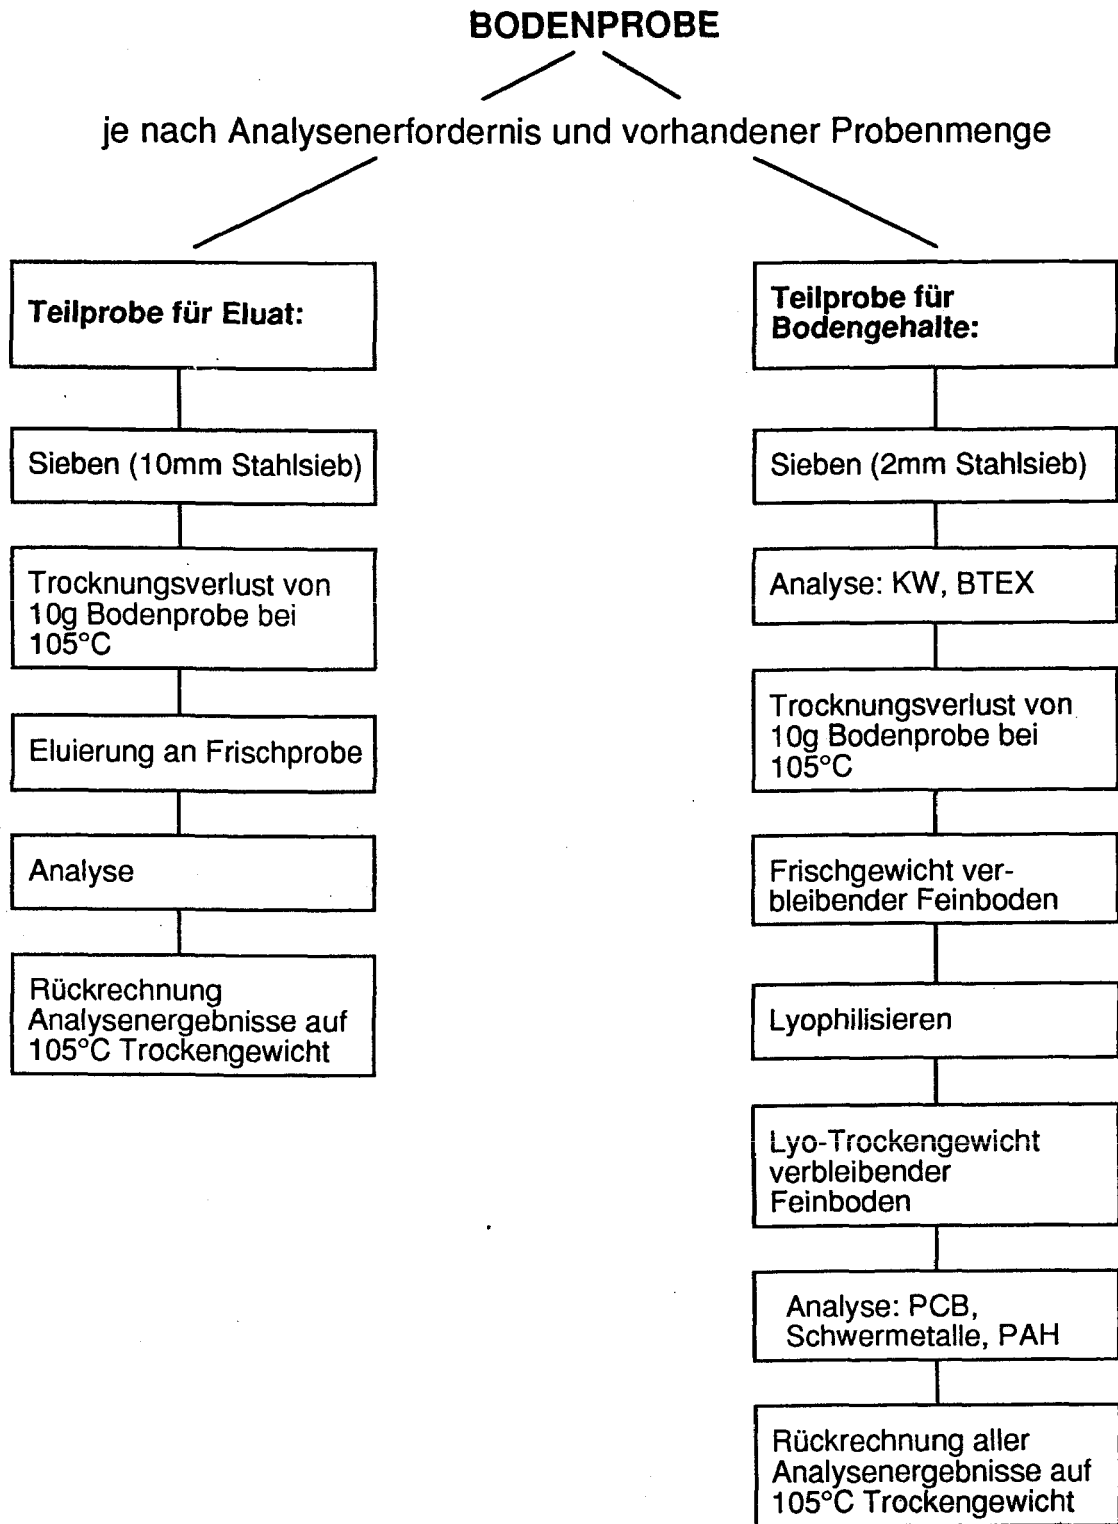 BODENPROBE
je nach Analysenerfordernis und vorhandener Probenmenge
Teilprobe für Eluat:
Sieben (10mm Stahlsieb)
Trocknungsverlust von
10g Bodenprobe bei
105°C
Eluierung an Frischprobe
Analyse
Rückrechnung
Analysenergebnisse auf
105°C Trockengewicht
Teilprobe für
Bodengehalte:
Sieben (2mm Stahlsieb)
Analyse: KW, BTEX
Trocknungsverlust von
10g Bodenprobe bei
105°C
Frischgewicht ver-
bleibender Feinboden
Lyophilisieren
Lyo-Trockengewicht
verbleibender
Feinboden
Analyse: PCB,
Schwermetalle, PAH
Rückrechnung aller
Analysenergebnisse auf
105°C Trockengewicht